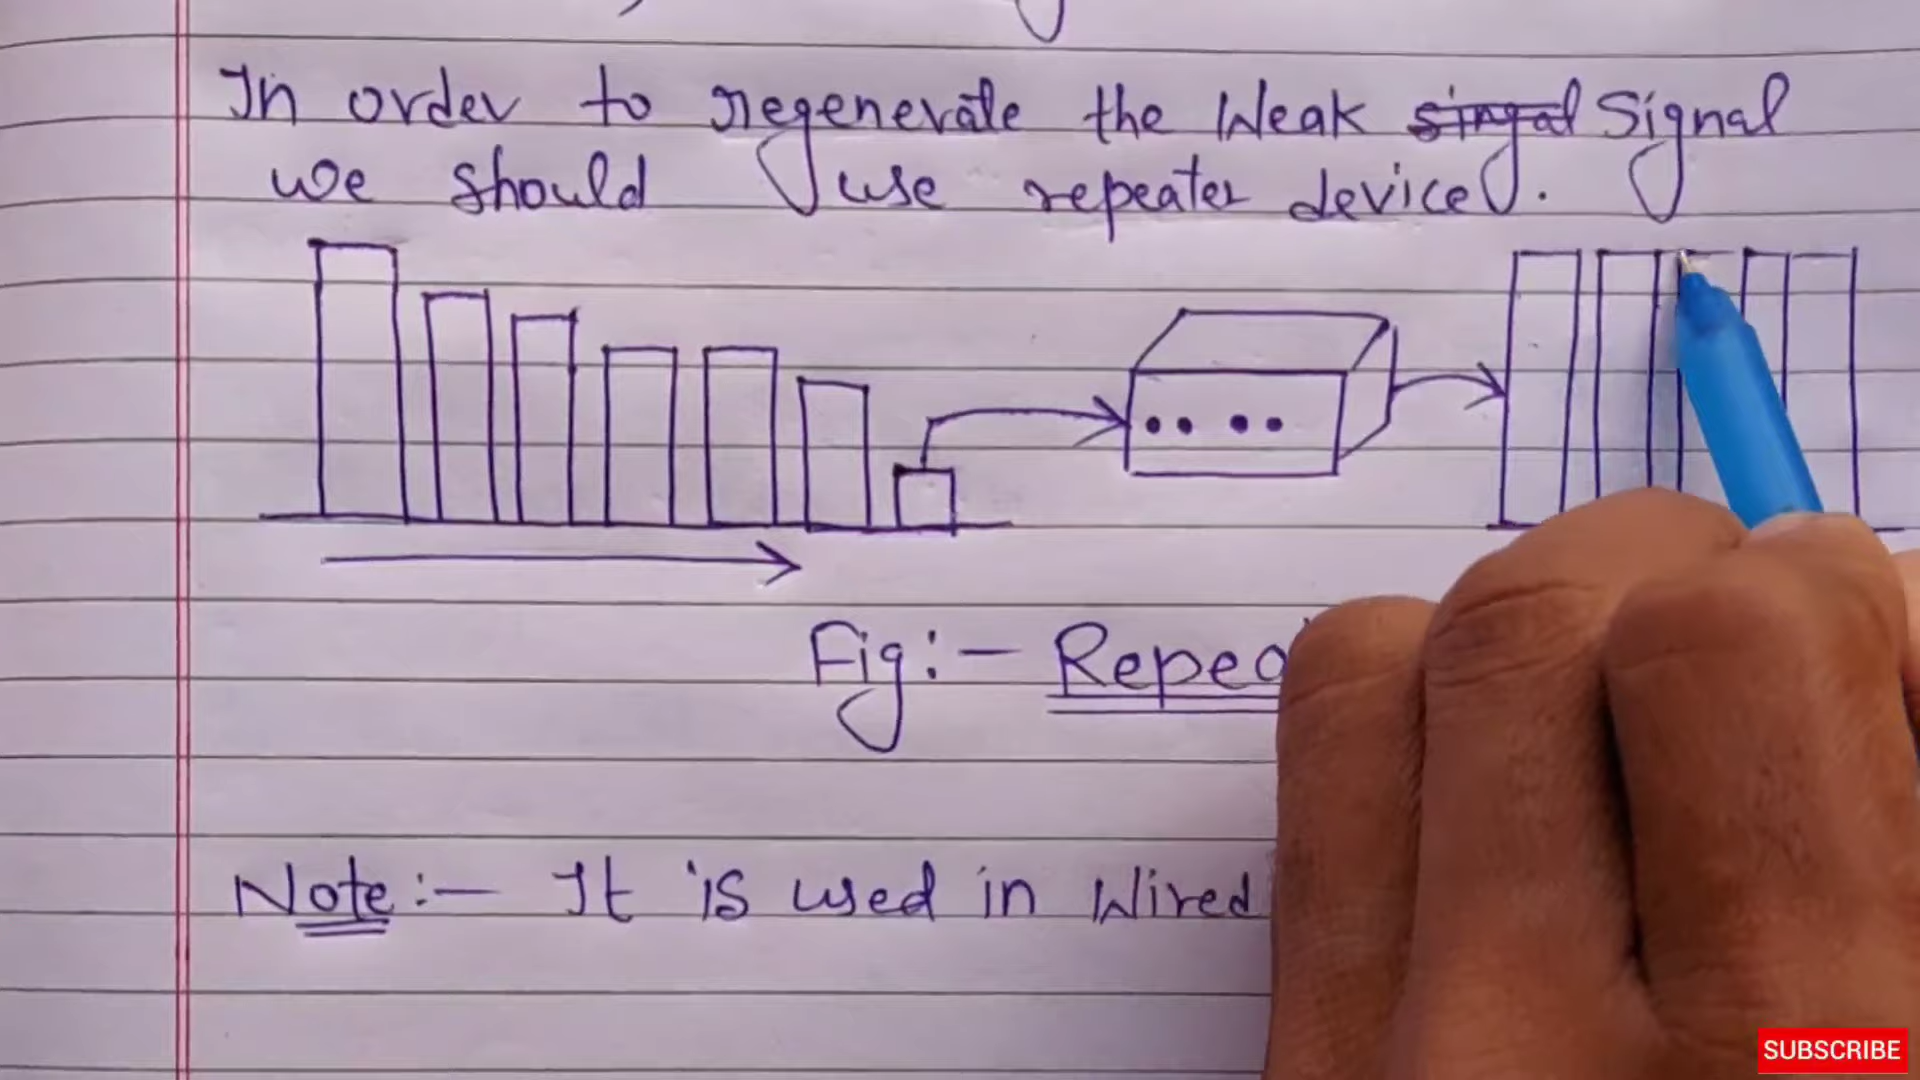 In order to regenerate the Weak singal Signal
we should use repeater device.
Fig:- Repea
Note:- It is used in Wired
SUBSCRIBE